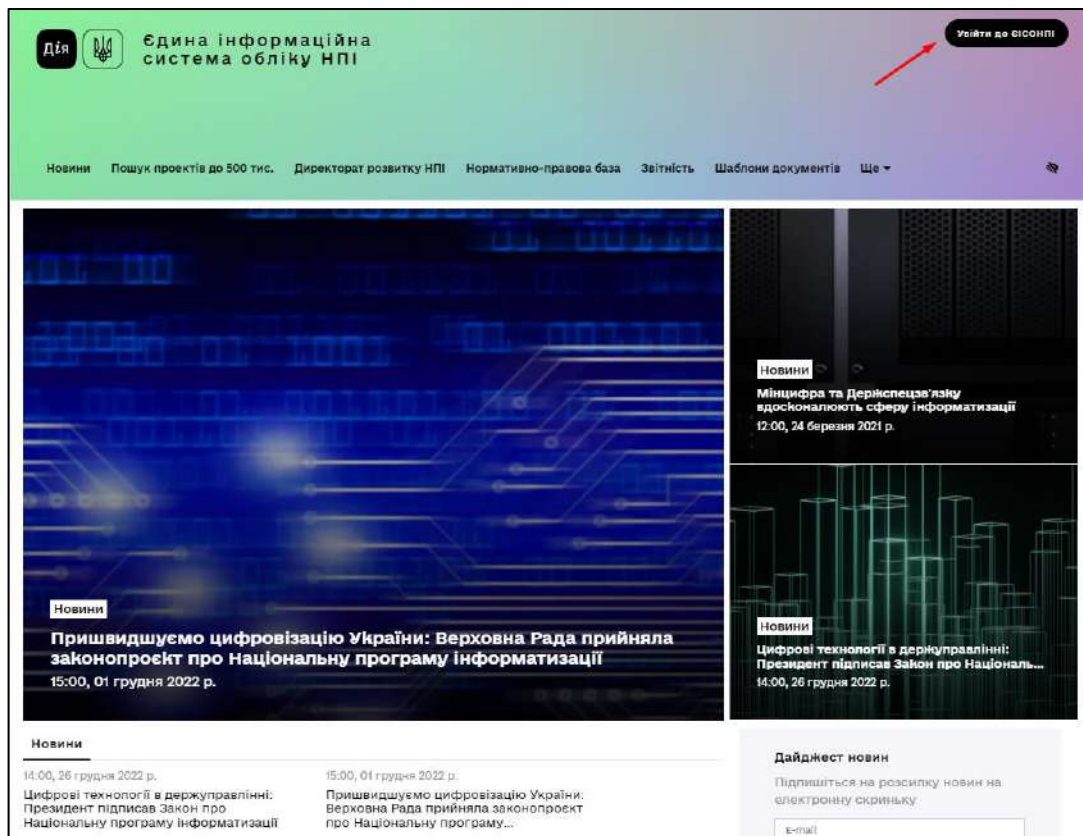 Дія
Єдина інформаційна
система обліку НПІ
Увійти до ЄІСОНПІ
Новини Пошук проектів до 500 тис. Директорат розвитку НПІ Нормативно-правова база Звітність Шаблони документів Ще
Новини
Пришвидшуємо цифровізацію України: Верховна Рада прийняла
законопроєкт про Національну програму інформатизації
15:00, 01 грудня 2022 р.
Новини
Мінцифра та Держспецзв'язку
вдосконалюють сферу інформатизації
12:00, 24 березня 2021 р.
Новини
Цифрові технології в держуправлінні:
Президент підписав Закон про Націоналъ...
14:00, 26 грудня 2022 р.
Новини
14:00, 26 грудня 2022 р.
Цифрові технології в держуправлінні:
Президент підписав Закон про
Національну програму інформатизації
15:00, 01 грудня 2022 р.
Пришвидшуємо цифровізацію України:
Верховна Рада прийняла законопроєкт
про Національну програму...
Дайджест новин
Підпишіться на розсилку новин на
електронну скриньку
E-mail